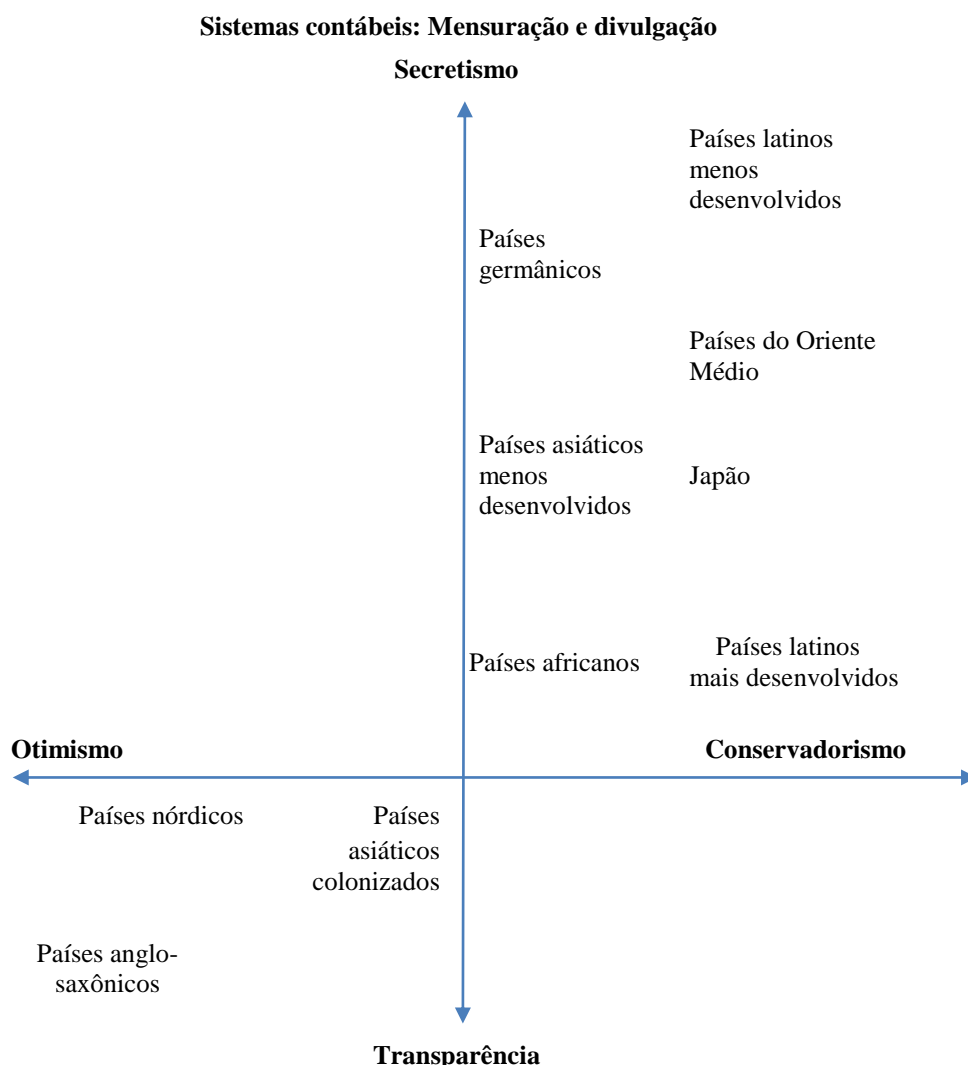 Sistemas contábeis: Mensuração e divulgação
Secretismo
Países latinos
menos
desenvolvidos
Países
germânicos
Países do Oriente
Médio
Países asiáticos
menos
desenvolvidos
Japão
Países africanos
Países latinos
mais desenvolvidos
Otimismo
Conservadorismo
Países nórdicos
Países
asiáticos
colonizados
Países anglo-
saxônicos
Transparência